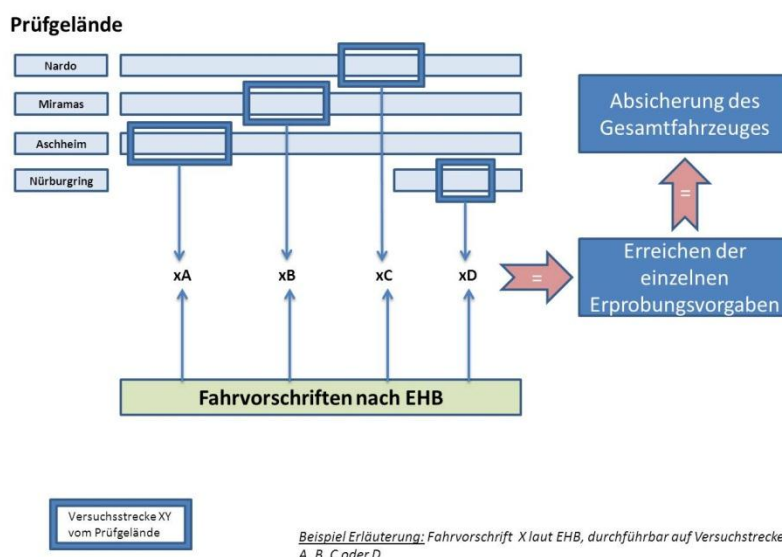 Prüfgelände
Nardo
Miramas
Aschheim
Nürburgring
Absicherung des
Gesamtfahrzeuges
=
xA xB xC xD
=
Erreichen der
einzelnen
Erprobungsvorgaben
Fahrvorschriften nach EHB
Versuchsstrecke XY
vom Prüfgelände
Beispiel Erläuterung: Fahrvorschrift X laut EHB, durchführbar auf Versuchstrecke
A, B, C oder D